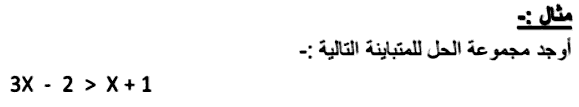 مثال :-
أوجد مجموعة الحل للمتباينة التالية :-
3X - 2 > X + 1